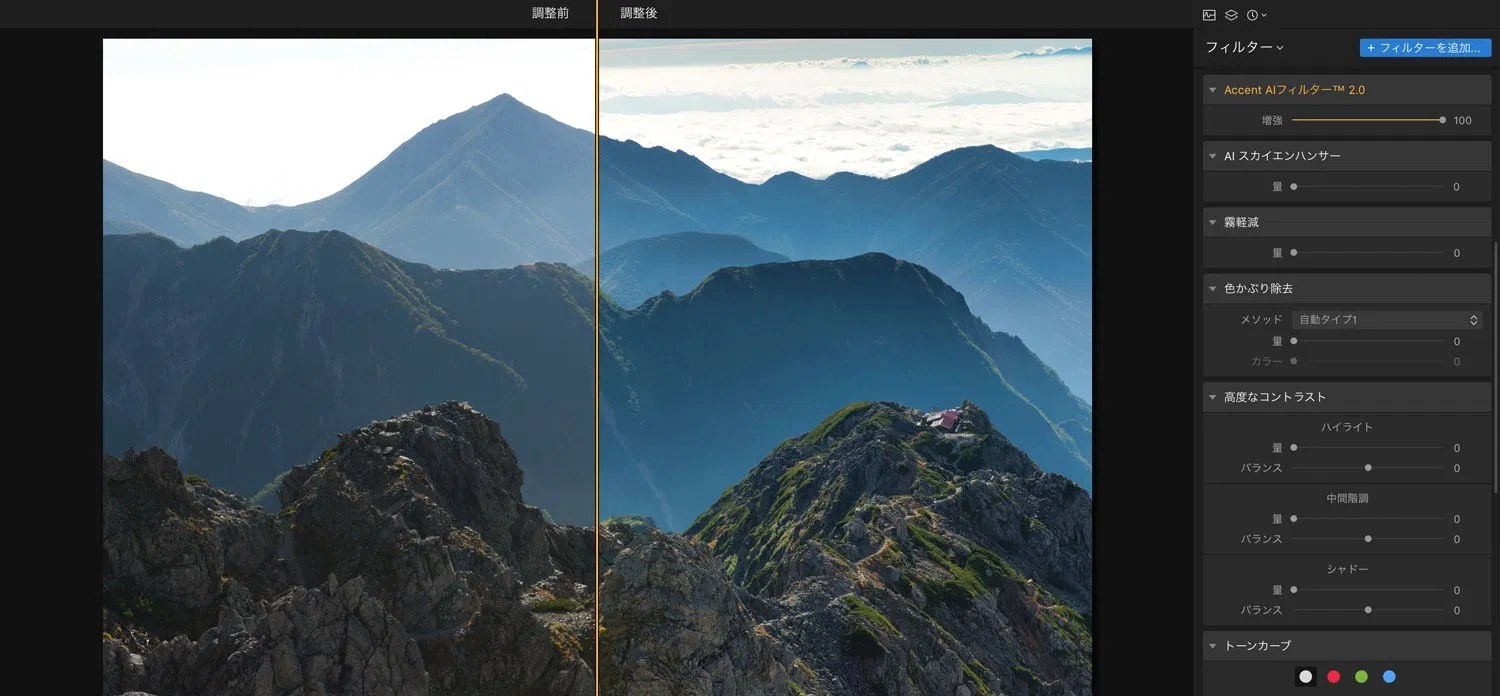 調整前
調整後
フィルター
+ フィルターを追加...
Accent AIフィルター™ 2.0
増強 100
AI スカイエンハンサー
量 0
霧軽減
量 0
色かぶり除去
メソッド 自動タイプ1
量 0
カラー 0
高度なコントラスト
ハイライト
量 0
バランス 0
中間階調
量 0
バランス 0
シャドー
量 0
バランス 0
トーンカーブ